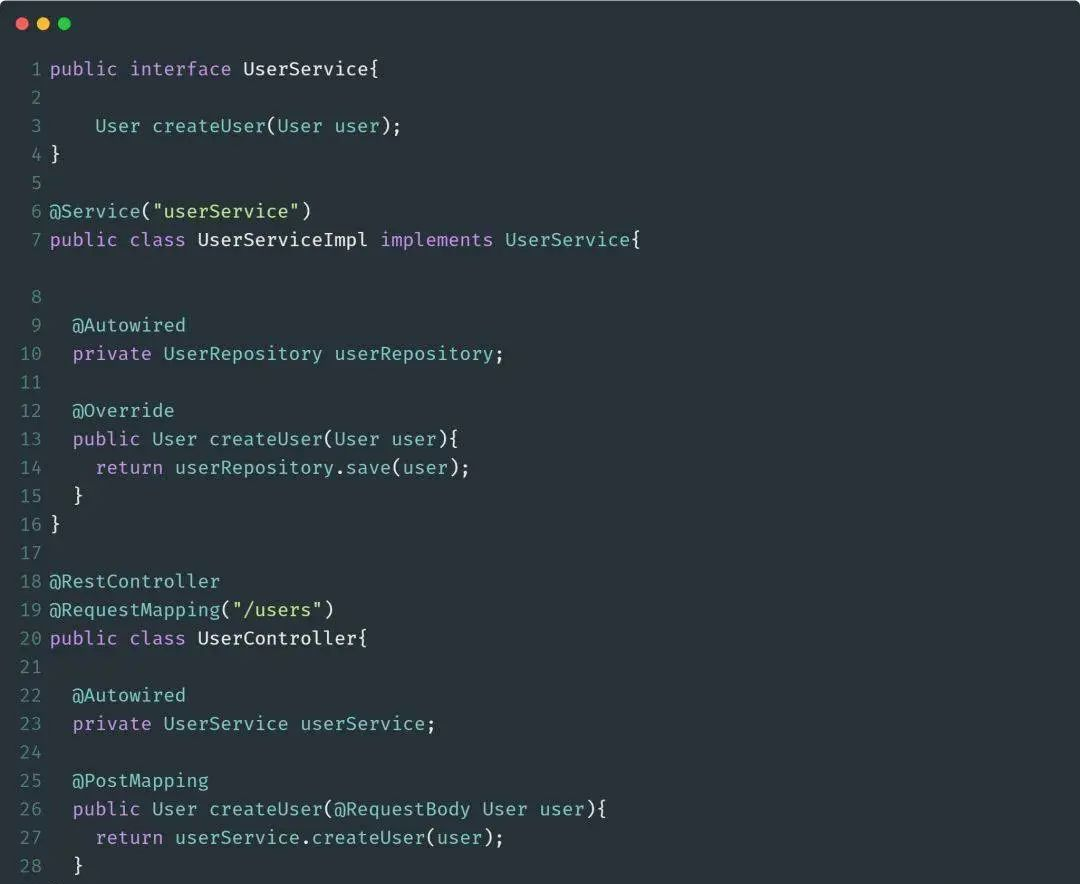 1 public interface UserService{
2
3     User createUser(User user);
4 }
5
6 @Service("userService")
7 public class UserServiceImpl implements UserService{
8
9   @Autowired
10   private UserRepository userRepository;
11
12   @Override
13   public User createUser(User user){
14     return userRepository.save(user);
15   }
16 }
17
18 @RestController
19 @RequestMapping("/users")
20 public class UserController{
21
22   @Autowired
23   private UserService userService;
24
25   @PostMapping
26   public User createUser(@RequestBody User user){
27     return userService.createUser(user);
28   }